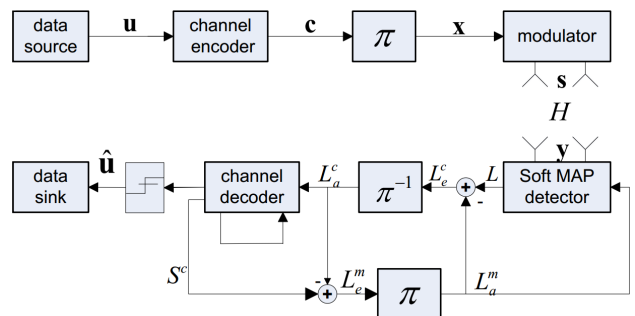 data source
u
channel encoder
c
π
x
modulator
s
H
y
data sink
û
channel decoder
L_a^c
π⁻¹
L_e^c
+
-
L
Soft MAP detector
S^c
-
+
L_e^m
π
L_a^m